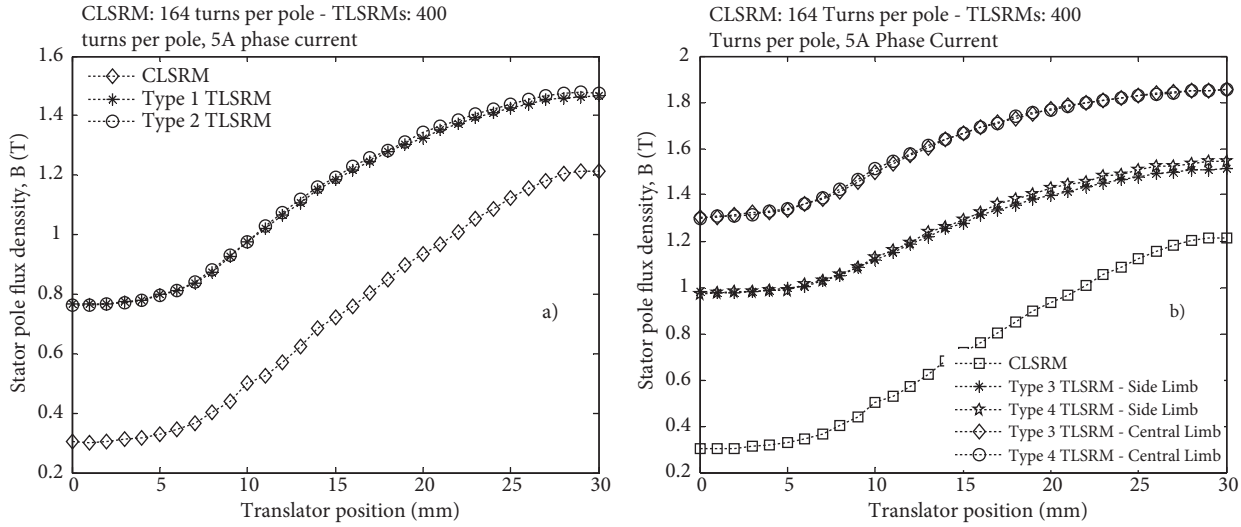 CLSRM: 164 turns per pole - TLSRMs: 400
turns per pole, 5A phase current
1.6
1.4
1.2
1
0.8
0.6
0.4
0.2
Stator pole flux denssity, B (T)
CLSRM
Type 1 TLSRM
Type 2 TLSRM
a)
0 5 10 15 20 25 30
Translator position (mm)
CLSRM: 164 Turns per pole - TLSRMs: 400
Turns per pole, 5A Phase Current
2
1.8
1.6
1.4
1.2
1
0.8
0.6
0.4
0.2
Stator pole flux denssity, B (T)
b)
CLSRM
Type 3 TLSRM - Side Limb
Type 4 TLSRM - Side Limb
Type 3 TLSRM - Central Limb
Type 4 TLSRM - Central Limb
0 5 10 15 20 25 30
Translator position (mm)